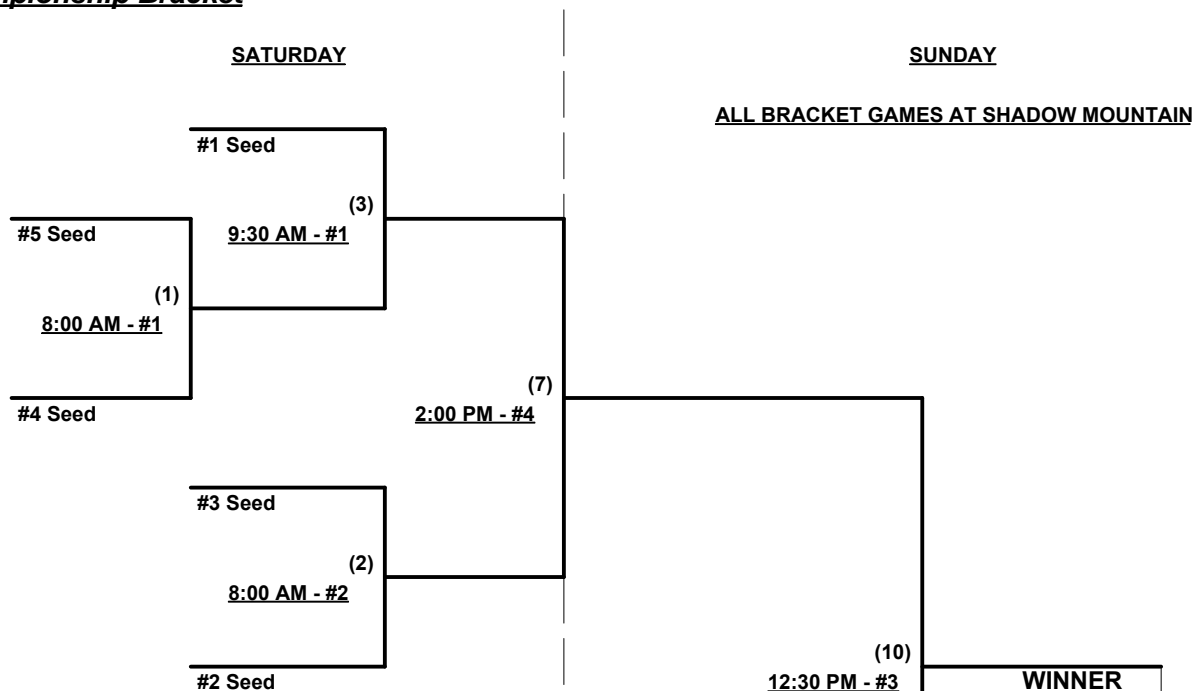 Bracket
SATURDAY
SUNDAY
ALL BRACKET GAMES AT SHADOW MOUNTAIN
#1 Seed
(3)
9:30 AM - #1
#5 Seed
(1)
8:00 AM - #1
#4 Seed
(7)
2:00 PM - #4
#3 Seed
(2)
8:00 AM - #2
#2 Seed
(10)
12:30 PM - #3
WINNER